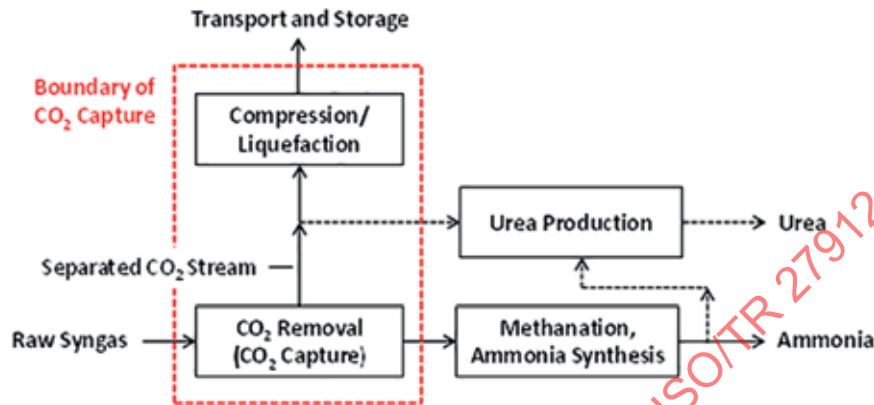 Transport and Storage
Boundary of
CO₂ Capture
Compression/
Liquefaction
Urea Production
Urea
Separated CO₂ Stream
Raw Syngas
CO₂ Removal
(CO₂ Capture)
Methanation,
Ammonia Synthesis
Ammonia
ISO/TR 27912